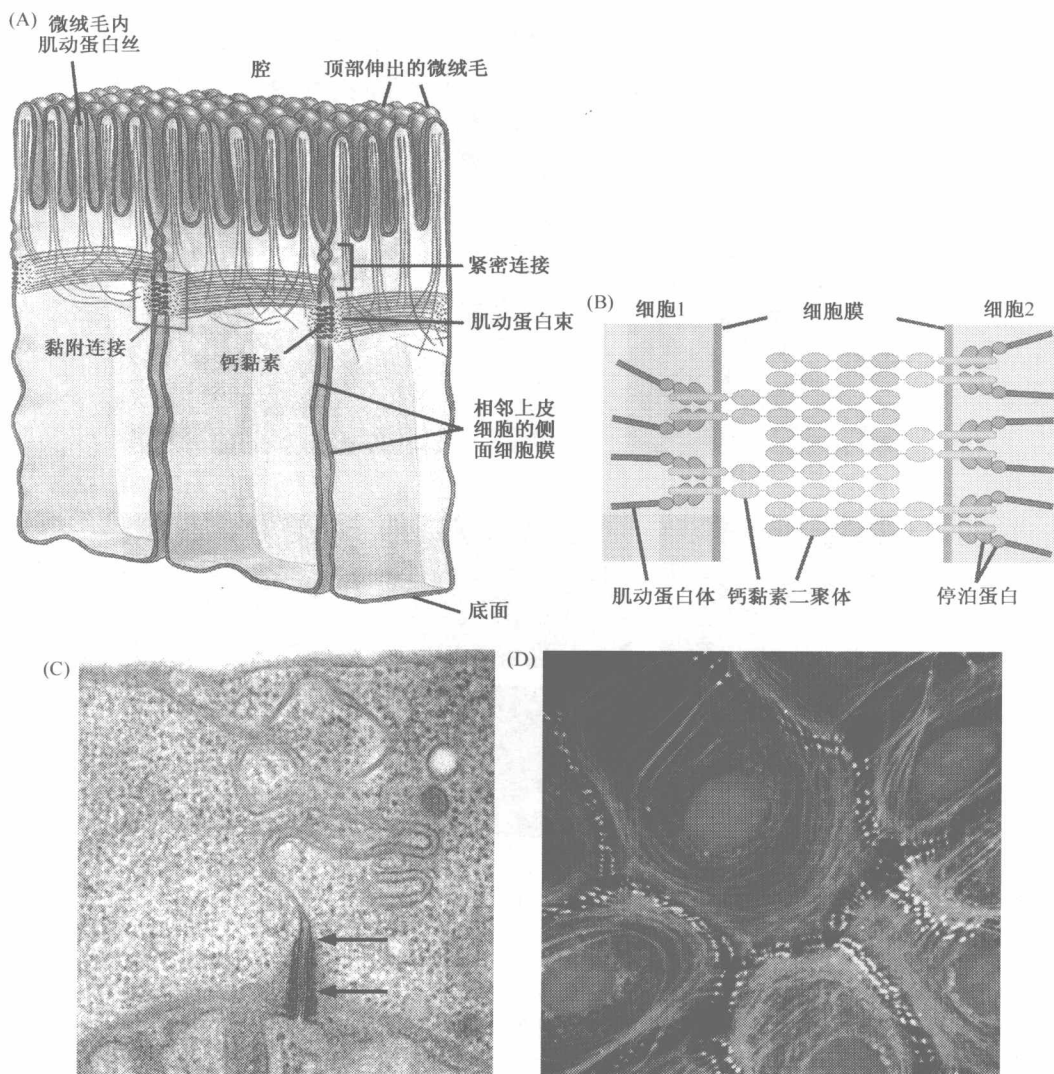 (A)
微绒毛内
肌动蛋白丝
腔
顶部伸出的微绒毛
紧密连接
肌动蛋白束
黏附连接
钙黏素
相邻上皮
细胞的侧
面细胞膜
底面
(B)
细胞1
细胞膜
细胞2
肌动蛋白体
钙黏素二聚体
停泊蛋白
(C)
(D)